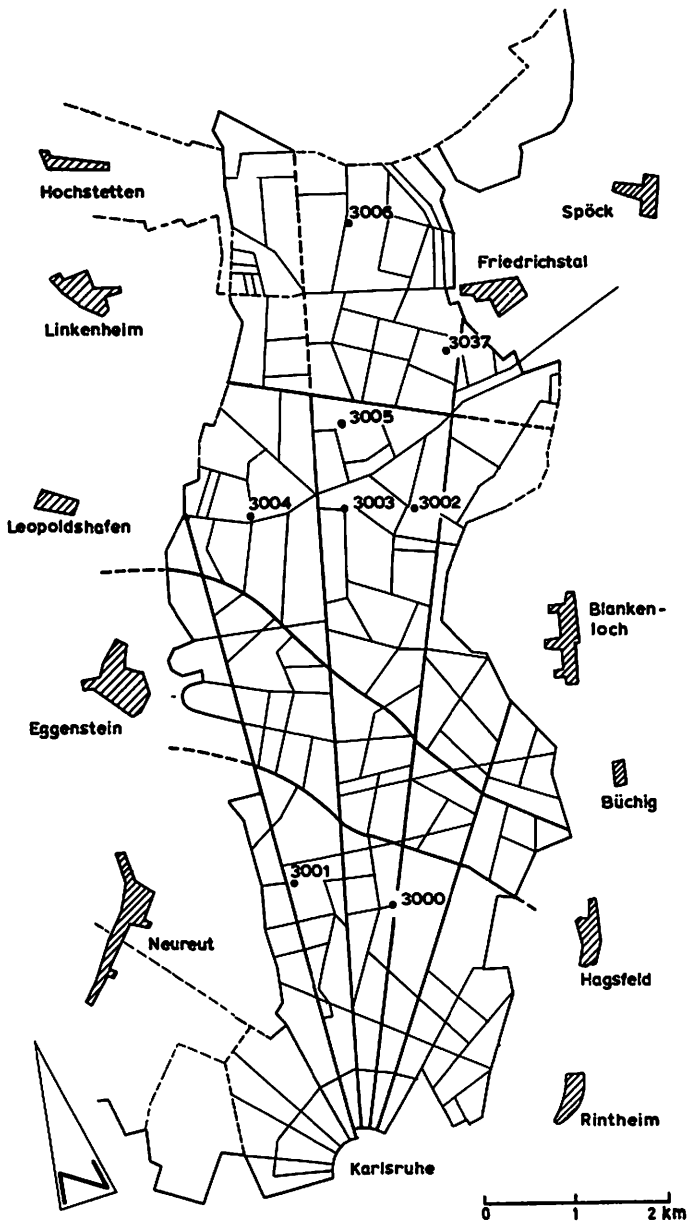 Hochstetten
Spöck
3006
Friedrichstal
Linkenheim
3037
3005
Leopoldshafen
3004
3003
3002
Blanken-
loch
Eggenstein
Büchig
3001
3000
Neureut
Hagsfeld
Rintheim
N
Karlsruhe
0 1 2 km